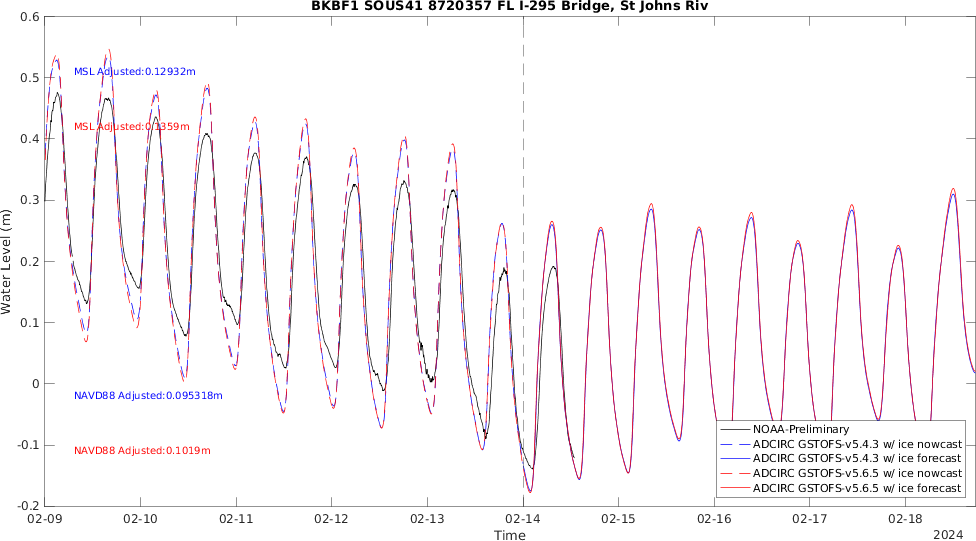 BKBF1 SOUS41 8720357 FL I-295 Bridge, St Johns Riv
0.6
0.5
0.4
0.3
0.2
0.1
0
-0.1
-0.2
Water Level (m)
MSL Adjusted:0.12932m
MSL Adjusted:0.1359m
NAVD88 Adjusted:0.095318m
NAVD88 Adjusted:0.1019m
NOAA-Preliminary
ADCIRC GSTOFS-v5.4.3 w/ ice nowcast
ADCIRC GSTOFS-v5.4.3 w/ ice forecast
ADCIRC GSTOFS-v5.6.5 w/ ice nowcast
ADCIRC GSTOFS-v5.6.5 w/ ice forecast
02-09 02-10 02-11 02-12 02-13 02-14 02-15 02-16 02-17 02-18
Time
2024